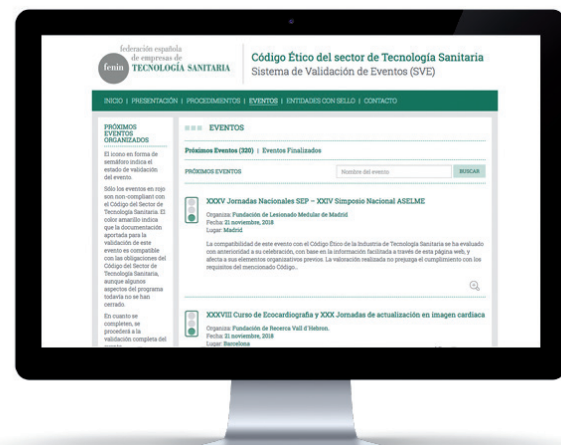 federación española
de empresas de
fenin TECNOLOGÍA SANITARIA
Código Ético del sector de Tecnología Sanitaria
Sistema de Validación de Eventos (SVE)
INICIO | PRESENTACIÓN | PROCEDIMIENTOS | EVENTOS | ENTIDADES CON SELLO | CONTACTO
PRÓXIMOS
EVENTOS
ORGANIZADOS
El icono en forma de
semáforo indica el
estado de validación
del evento.
Sólo los eventos en rojo
son non-compliant con
el Código del Sector de
Tecnología Sanitaria. El
color amarillo indica
que la documentación
aportada para la
validación de este
evento es compatible
con las obligaciones del
Código del Sector de
Tecnología Sanitaria,
aunque algunos
aspectos del programa
todavía no se han
cerrado.
En cuanto se
completen, se
procederá a la
validación completa del
EVENTOS
Próximos Eventos (320) | Eventos Finalizados
PRÓXIMOS EVENTOS
Nombre del evento
BUSCAR
XXXV Jornadas Nacionales SEP – XXIV Simposio Nacional ASELME
Organiza: Fundación de Lesionado Medular de Madrid
Fecha: 21 noviembre, 2018
Lugar: Madrid
La compatibilidad de este evento con el Código Ético de la Industria de Tecnología Sanitaria se ha evaluado
con anterioridad a su celebración, con base en la información facilitada a través de esta página web, y
afecta a sus elementos organizativos previos. La valoración realizada no prejuzga el cumplimiento con los
requisitos del mencionado Código..
XXXVIII Curso de Ecocardiografía y XXX Jornadas de actualización en imagen cardiaca
Organiza: Fundación de Recerca Vall d'Hebron.
Fecha: 21 noviembre, 2018
Lugar: Barcelona